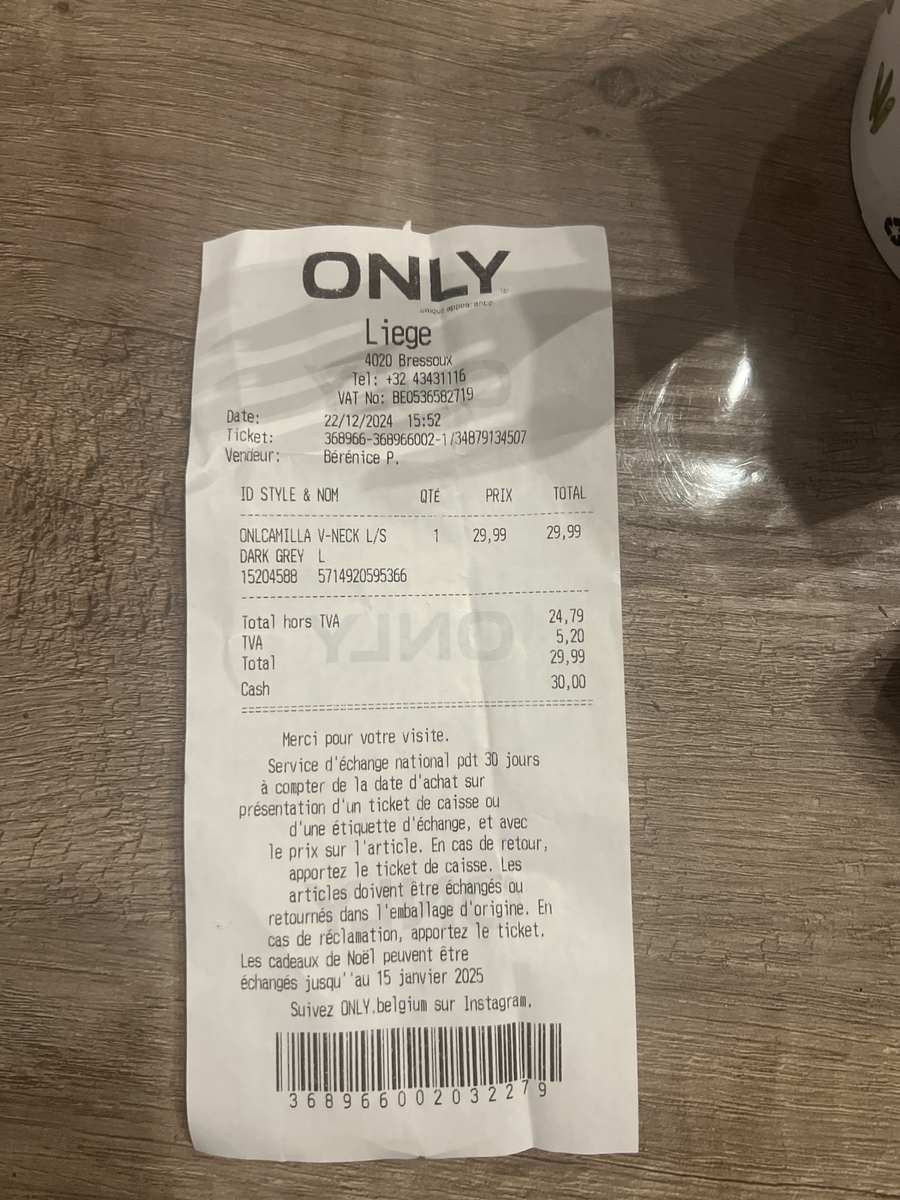 ONLY
unique appearance
Liege
4020 Bressoux
Tel: +32 43431116
VAT No: BE0536582719
Date: 22/12/2024 15:52
Ticket: 368966-368966002-1734879134507
Vendeur: Bérénice P.
ID STYLE & NOM QTÉ PRIX TOTAL
ONLCAMILLA V-NECK L/S 1 29,99 29,99
DARK GREY L
15204588 5714920595366
Total hors TVA 24,79
TVA 5,20
Total 29,99
Cash 30,00
Merci pour votre visite.
Service d'échange national pdt 30 jours
à compter de la date d'achat sur
présentation d'un ticket de caisse ou
d'une étiquette d'échange, et avec
le prix sur l'article. En cas de retour,
apportez le ticket de caisse. Les
articles doivent être échangés ou
retournés dans l'emballage d'origine. En
cas de réclamation, apportez le ticket.
Les cadeaux de Noël peuvent être
échangés jusqu''au 15 janvier 2025
Suivez ONLY.belgium sur Instagram.
368966002032279